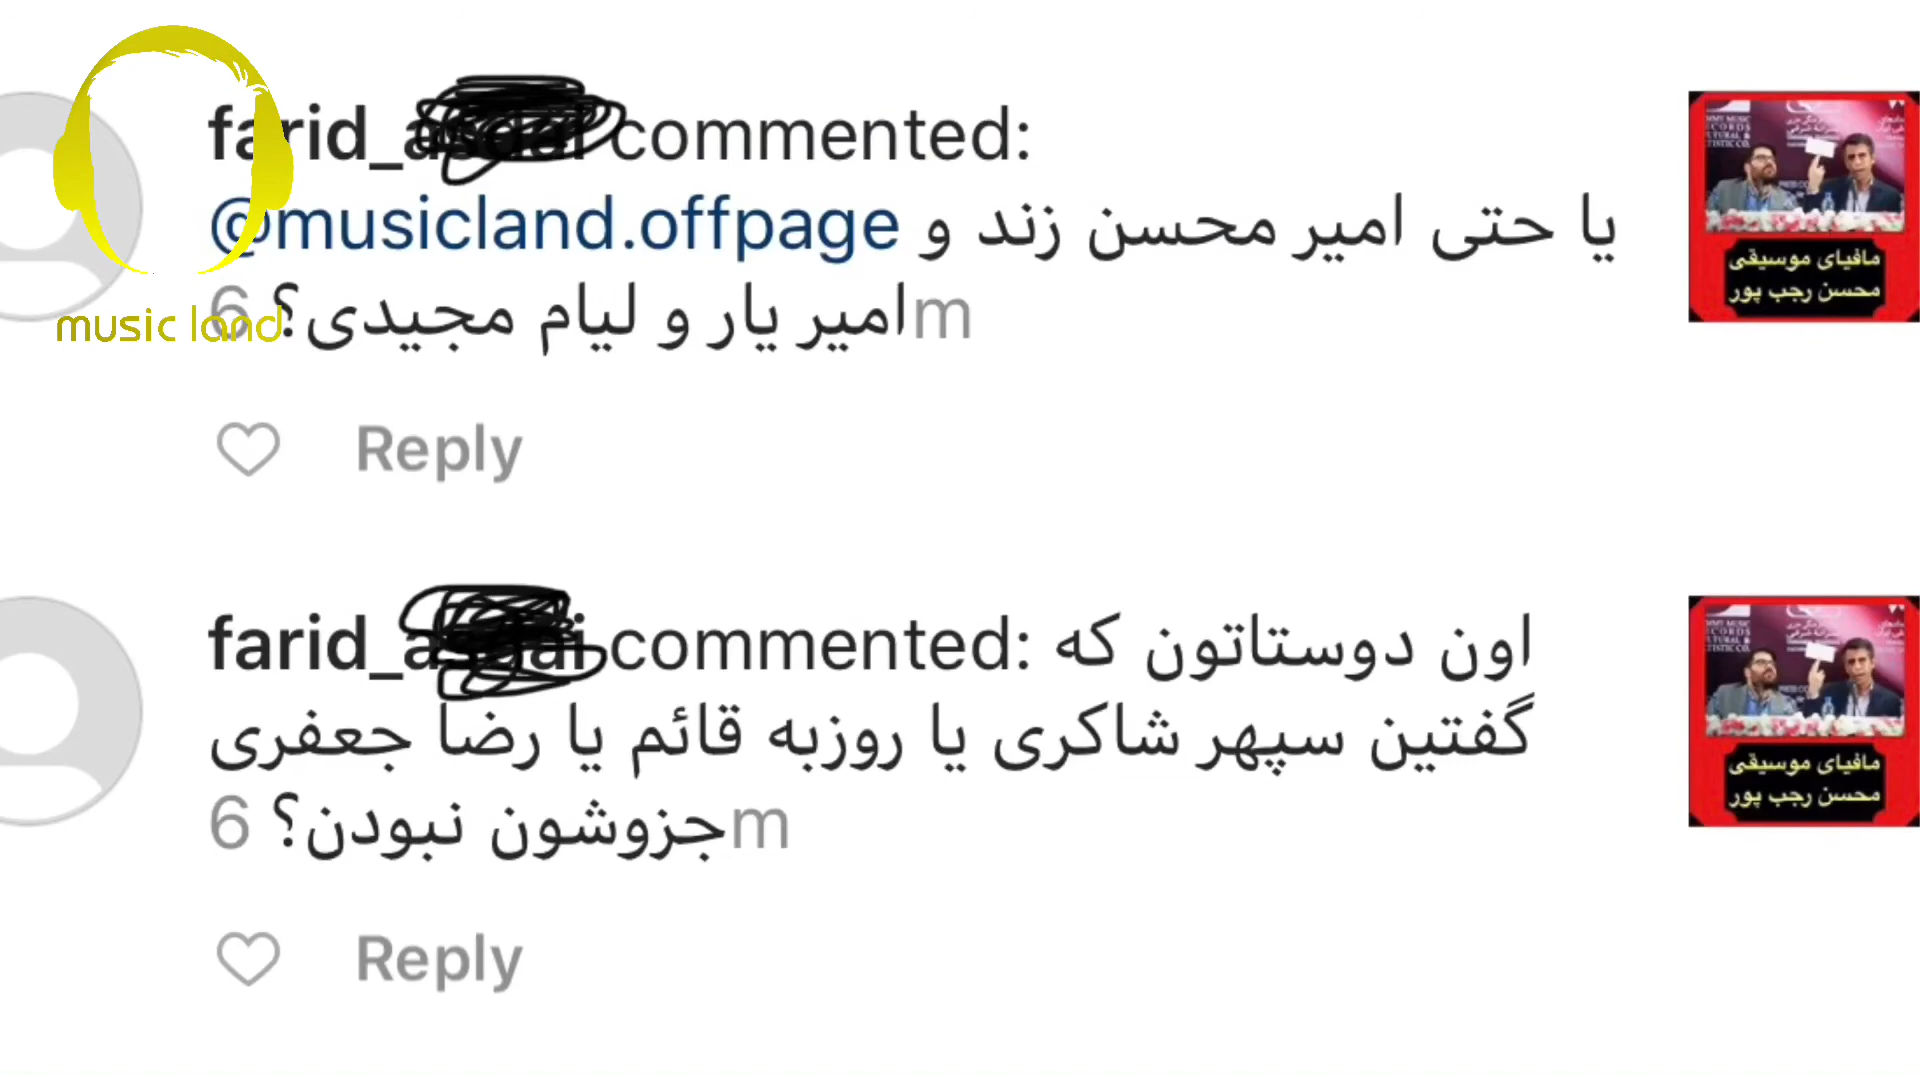 farid_ commented:
@musicland.offpage یا حتی امیر محسن زند و
امیر یار و لیام مجیدی؟ 6m
Reply
music land
مافیای موسیقی
محسن رجب پور
farid_ commented: اون دوستاتون که
گفتین سپهر شاکری یا روزبه قائم یا رضا جعفری
جزوشون نبودن؟ 6m
Reply
مافیای موسیقی
محسن رجب پور